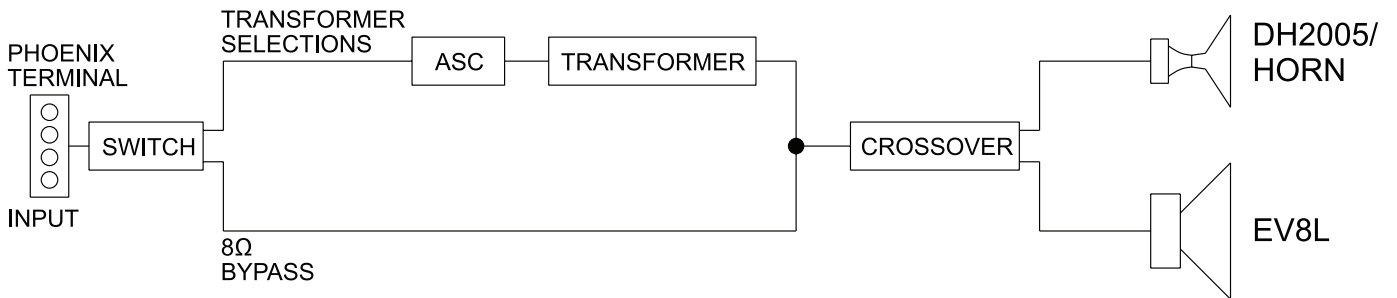 PHOENIX
TERMINAL
INPUT
SWITCH
TRANSFORMER
SELECTIONS
8Ω
BYPASS
ASC
TRANSFORMER
CROSSOVER
DH2005/
HORN
EV8L